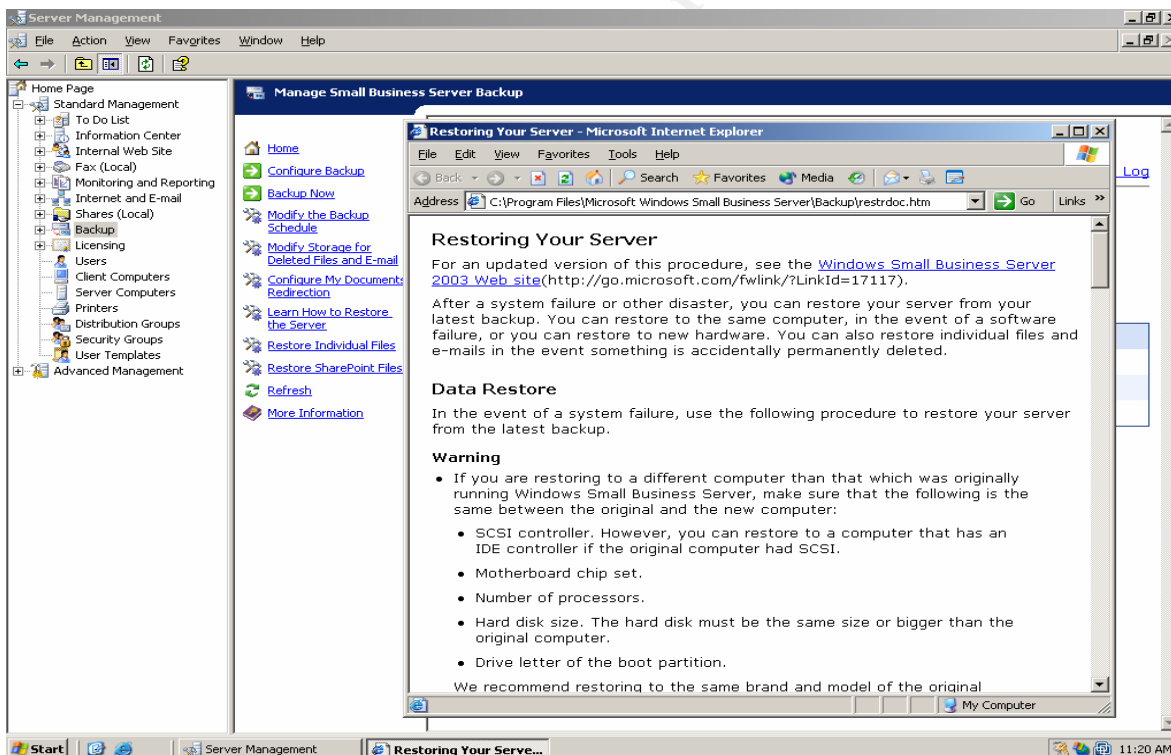 Server Management
File Action View Favorites Window Help
Home Page
Standard Management
To Do List
Information Center
Internal Web Site
Fax (Local)
Monitoring and Reporting
Internet and E-mail
Shares (Local)
Backup
Licensing
Users
Client Computers
Server Computers
Printers
Distribution Groups
Security Groups
User Templates
Advanced Management
Manage Small Business Server Backup
Home
Configure Backup
Backup Now
Modify the Backup
Schedule
Modify Storage for
Deleted Files and E-mail
Configure My Documents
Redirection
Learn How to Restore
the Server
Restore Individual Files
Restore SharePoint Files
Refresh
More Information
Log
Restoring Your Server - Microsoft Internet Explorer
File Edit View Favorites Tools Help
Back Search Favorites Media
Address C:\Program Files\Microsoft Windows Small Business Server\Backup\restrdoc.htm Go Links »
Restoring Your Server
For an updated version of this procedure, see the Windows Small Business Server
2003 Web site(http://go.microsoft.com/fwlink/?LinkId=17117).
After a system failure or other disaster, you can restore your server from your
latest backup. You can restore to the same computer, in the event of a software
failure, or you can restore to new hardware. You can also restore individual files and
e-mails in the event something is accidentally permanently deleted.
Data Restore
In the event of a system failure, use the following procedure to restore your server
from the latest backup.
Warning
• If you are restoring to a different computer than that which was originally
running Windows Small Business Server, make sure that the following is the
same between the original and the new computer:
• SCSI controller. However, you can restore to a computer that has an
IDE controller if the original computer had SCSI.
• Motherboard chip set.
• Number of processors.
• Hard disk size. The hard disk must be the same size or bigger than the
original computer.
• Drive letter of the boot partition.
We recommend restoring to the same brand and model of the original
My Computer
Start Server Management Restoring Your Serve... 11:20 AM